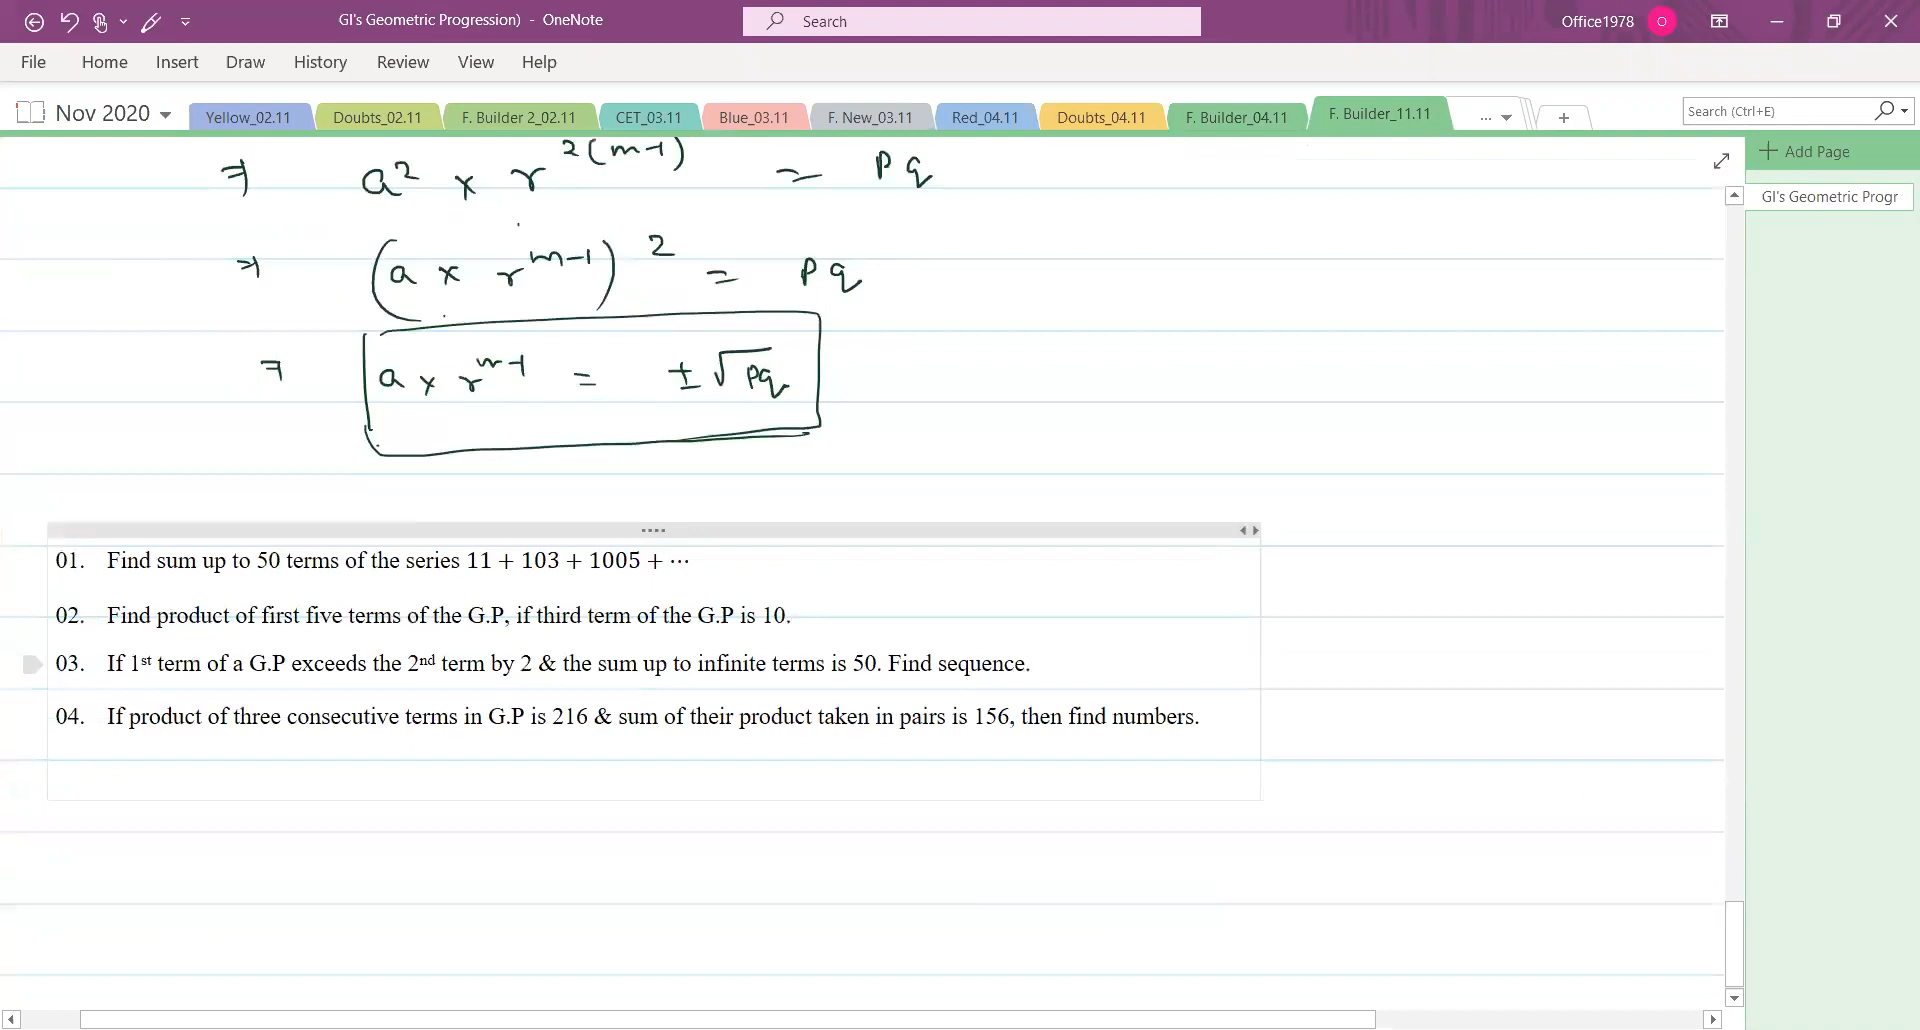 GI's Geometric Progression) - OneNote
Search
Office1978
O
File Home Insert Draw History Review View Help
Nov 2020
Yellow_02.11 Doubts_02.11 F. Builder 2_02.11 CET_03.11 Blue_03.11 F. New_03.11 Red_04.11 Doubts_04.11 F. Builder_04.11 F. Builder_11.11 ... +
Search (Ctrl+E)
+ Add Page
GI's Geometric Progr
⇒ a² × r^2(m-1) = pq
⇒ (a × r^m-1)² = pq
⇒ a × r^m-1 = ± √pq
01. Find sum up to 50 terms of the series 11 + 103 + 1005 + ⋯
02. Find product of first five terms of the G.P, if third term of the G.P is 10.
03. If 1st term of a G.P exceeds the 2nd term by 2 & the sum up to infinite terms is 50. Find sequence.
04. If product of three consecutive terms in G.P is 216 & sum of their product taken in pairs is 156, then find numbers.